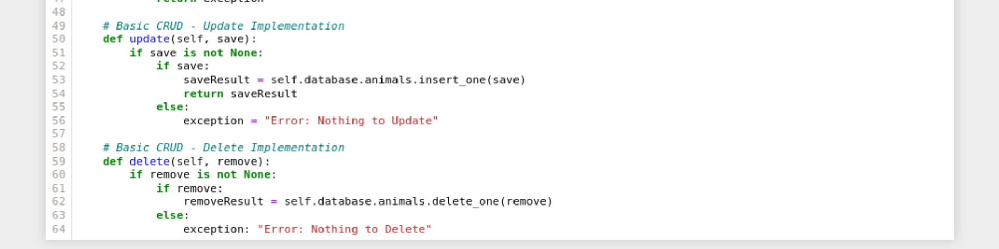 return exception
48
49 # Basic CRUD - Update Implementation
50 def update(self, save):
51 if save is not None:
52 if save:
53 saveResult = self.database.animals.insert_one(save)
54 return saveResult
55 else:
56 exception = "Error: Nothing to Update"
57
58 # Basic CRUD - Delete Implementation
59 def delete(self, remove):
60 if remove is not None:
61 if remove:
62 removeResult = self.database.animals.delete_one(remove)
63 else:
64 exception: "Error: Nothing to Delete"